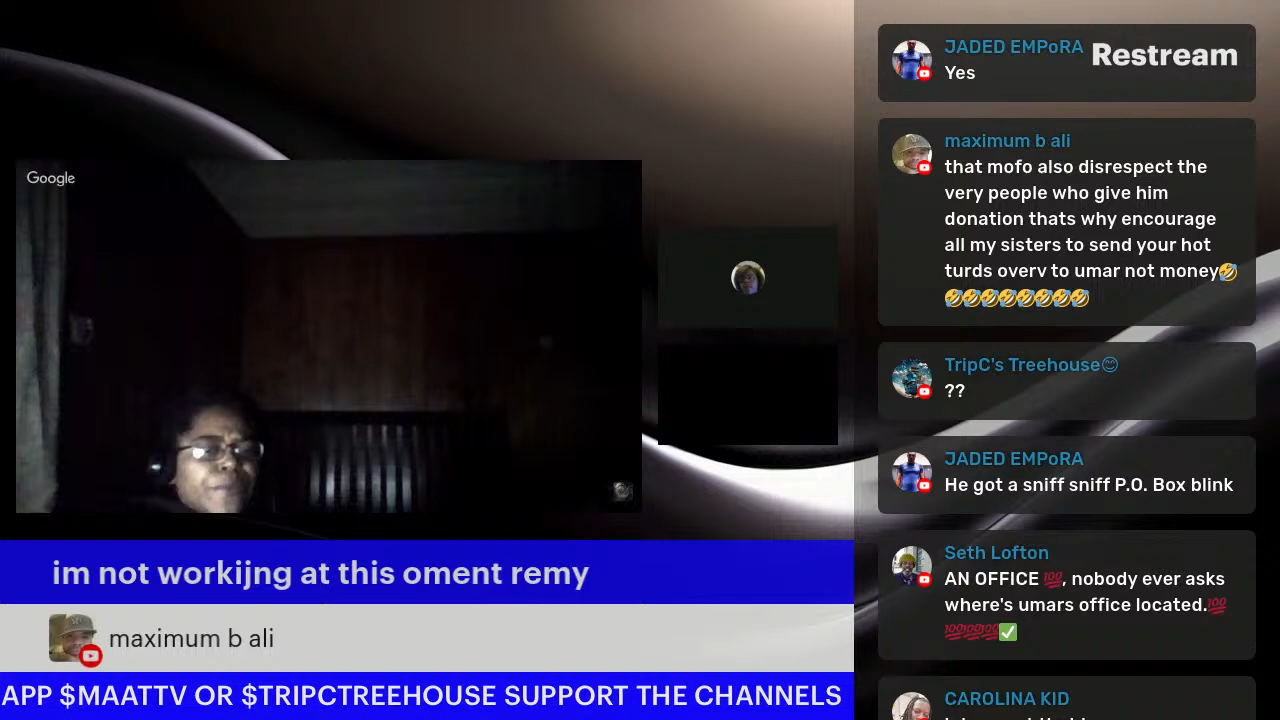 Google
im not workijng at this oment remy
maximum b ali
APP $MAATTV OR $TRIPCTREEHOUSE SUPPORT THE CHANNELS
Restream
JADED EMPoRA
Yes
maximum b ali
that mofo also disrespect the
very people who give him
donation thats why encourage
all my sisters to send your hot
turds overv to umar not money🤣
🤣🤣🤣🤣🤣🤣🤣🤣
TripC's Treehouse😊
??
JADED EMPoRA
He got a sniff sniff P.O. Box blink
Seth Lofton
AN OFFICE 💯, nobody ever asks
where's umars office located.💯
💯💯💯✅
CAROLINA KID